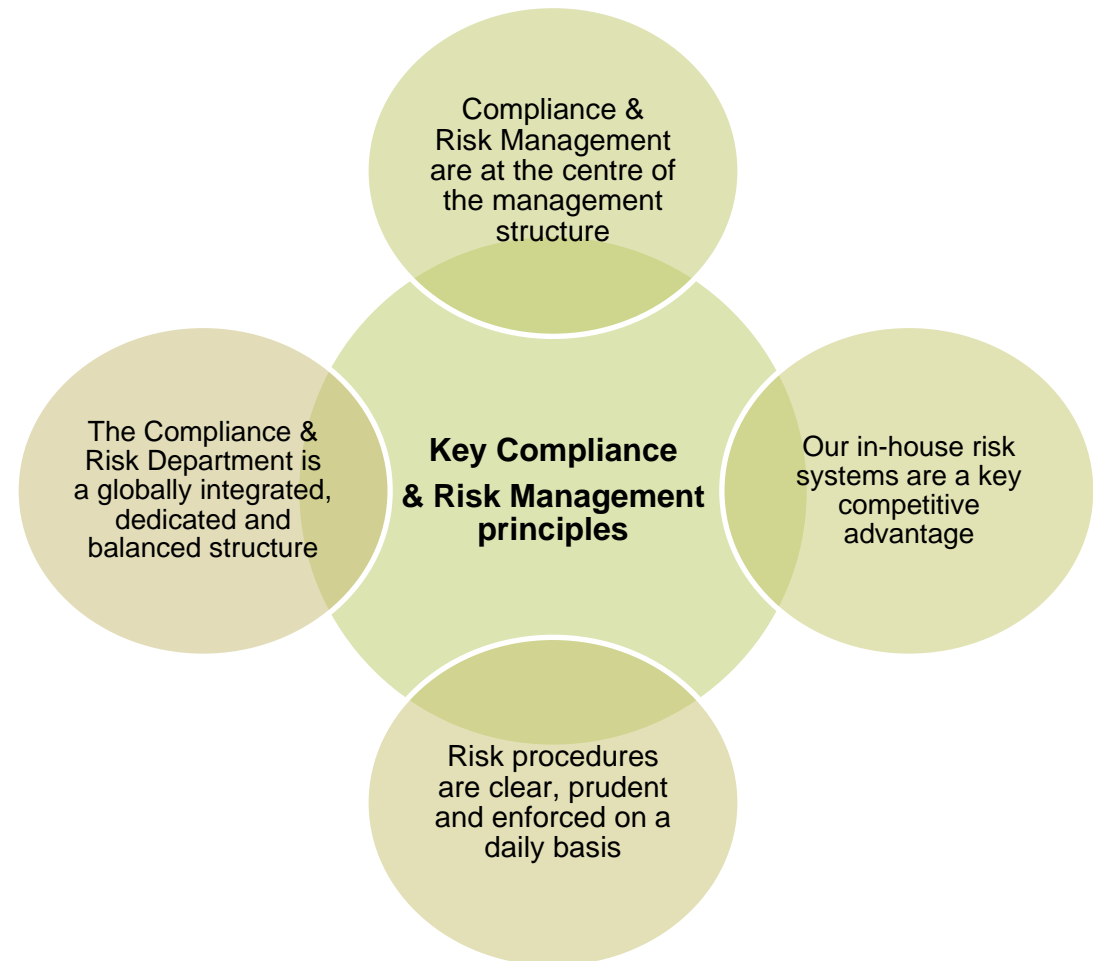 Compliance &
Risk Management
are at the centre of
the management
structure
The Compliance &
Risk Department is
a globally integrated,
dedicated and
balanced structure
Key Compliance
& Risk Management
principles
Our in-house risk
systems are a key
competitive
advantage
Risk procedures
are clear, prudent
and enforced on a
daily basis